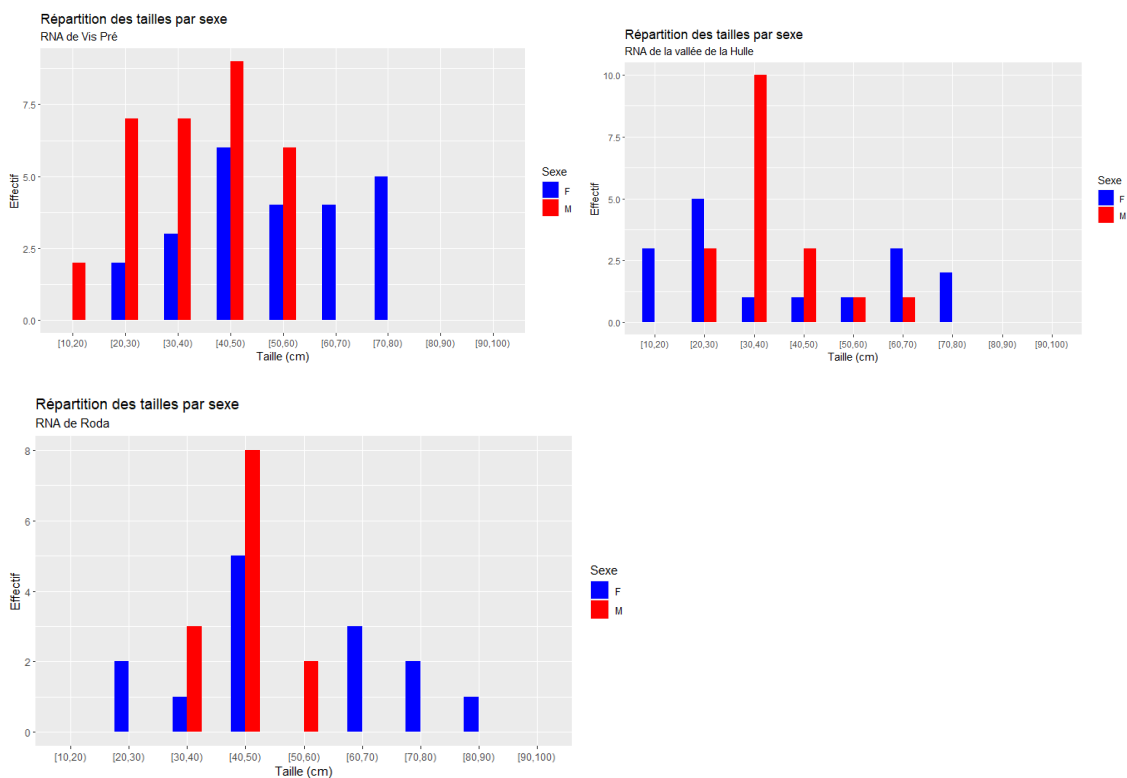 Répartition des tailles par sexe
RNA de Vis Pré
Effectif
7.5
5.0
2.5
0.0
[10,20) [20,30) [30,40) [40,50) [50,60) [60,70) [70,80) [80,90) [90,100)
Taille (cm)
Sexe
F
M
Répartition des tailles par sexe
RNA de la vallée de la Hulle
Effectif
10.0
7.5
5.0
2.5
0.0
[10,20) [20,30) [30,40) [40,50) [50,60) [60,70) [70,80) [80,90) [90,100)
Taille (cm)
Sexe
F
M
Répartition des tailles par sexe
RNA de Roda
Effectif
8
6
4
2
0
[10,20) [20,30) [30,40) [40,50) [50,60) [60,70) [70,80) [80,90) [90,100)
Taille (cm)
Sexe
F
M